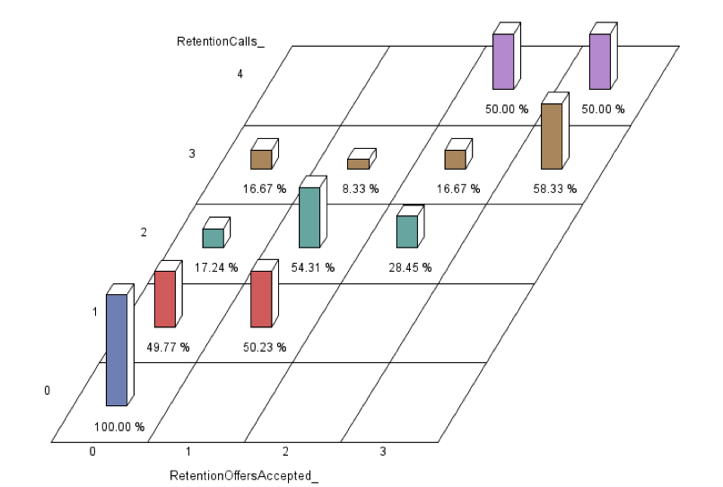 RetentionCalls_
4
50.00 % 50.00 %
3
16.67 % 8.33 % 16.67 % 58.33 %
2
17.24 % 54.31 % 28.45 %
1
49.77 % 50.23 %
0
100.00 %
0 1 2 3
RetentionOffersAccepted_